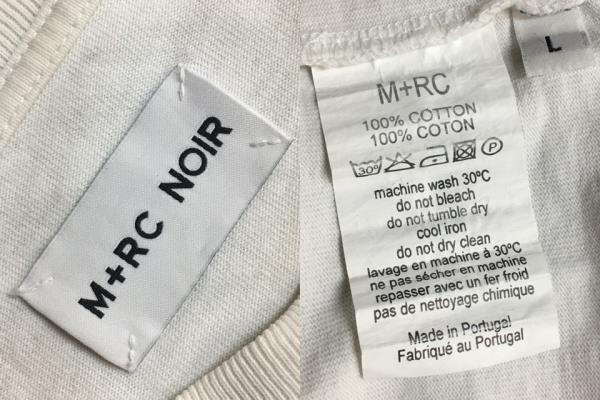 M+RC NOIR
L
M+RC
100% COTTON
100% COTON
30º P
machine wash 30ºC
do not bleach
do not tumble dry
cool iron
do not dry clean
lavage en machine à 30ºC
ne pas sécher en machine
repasser avec un fer froid
pas de nettoyage chimique
Made in Portugal
Fabriqué au Portugal